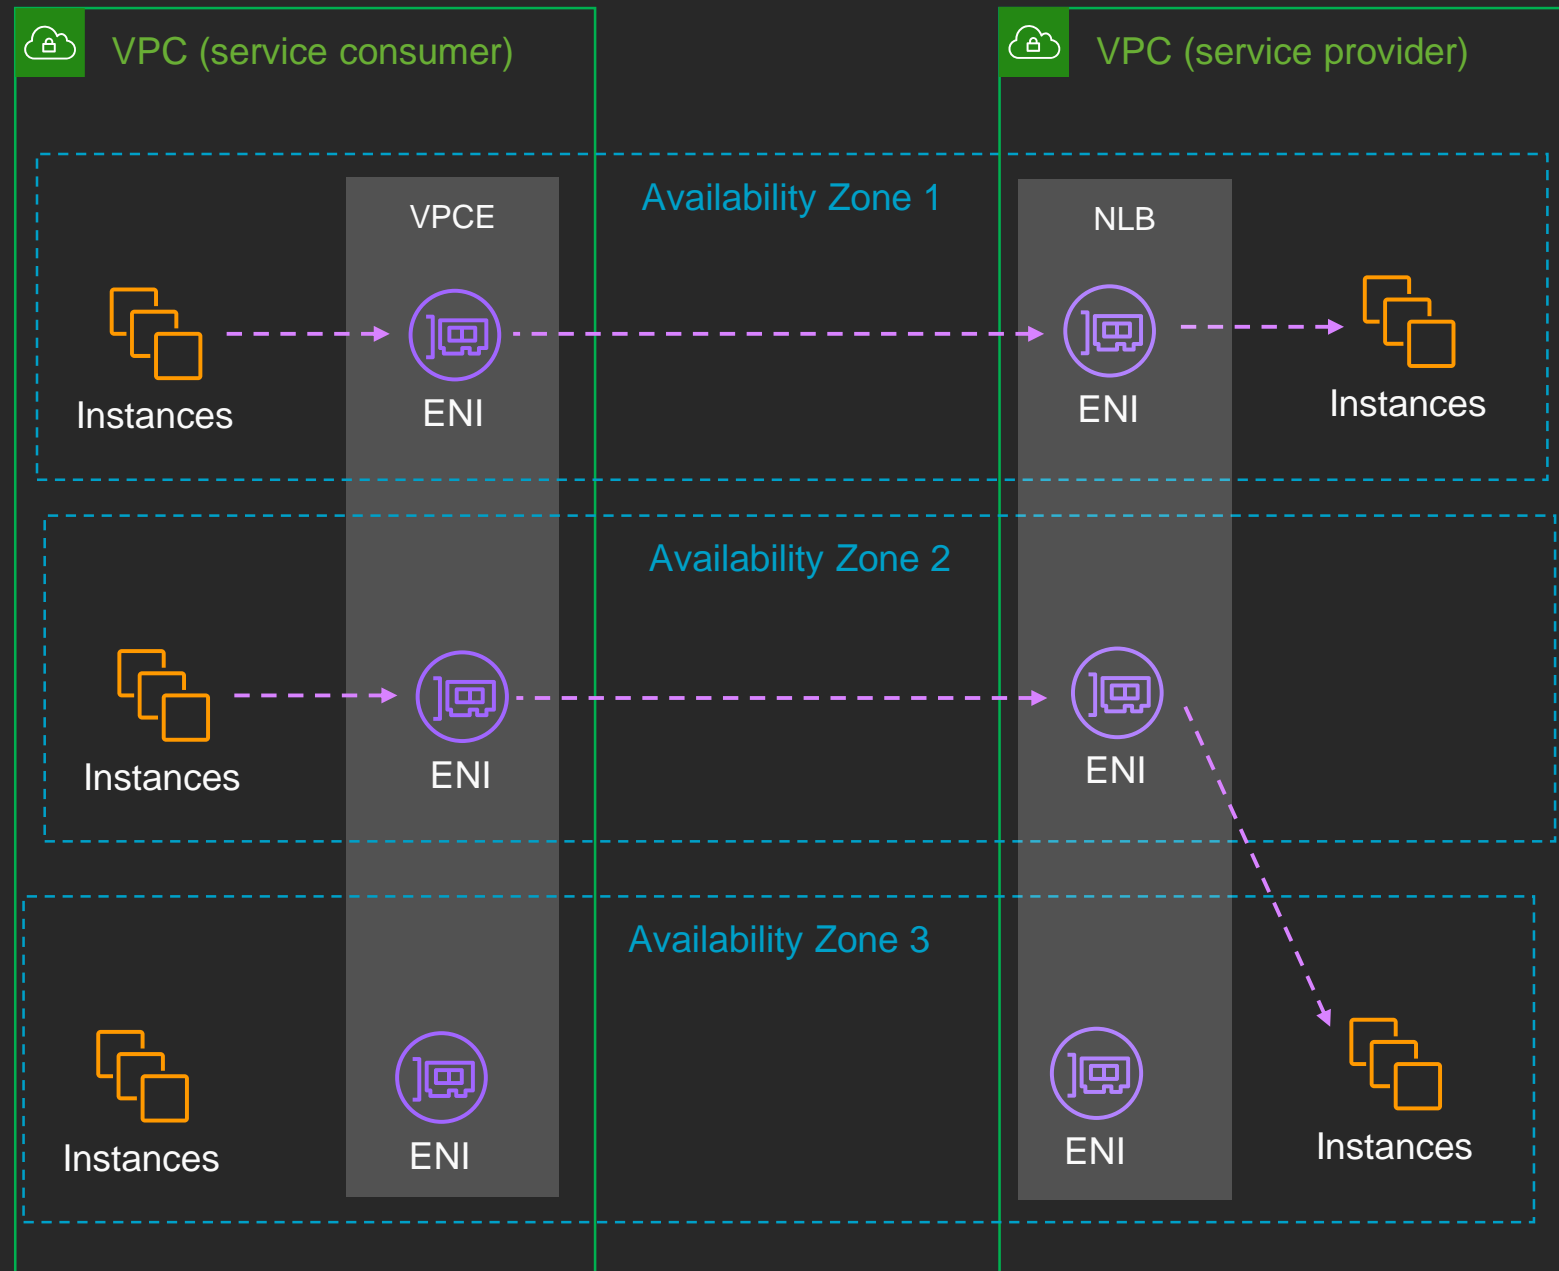 VPC (service consumer)
VPC (service provider)
Availability Zone 1
VPCE
NLB
Instances
ENI
ENI
Instances
Availability Zone 2
Instances
ENI
ENI
Availability Zone 3
Instances
ENI
ENI
Instances